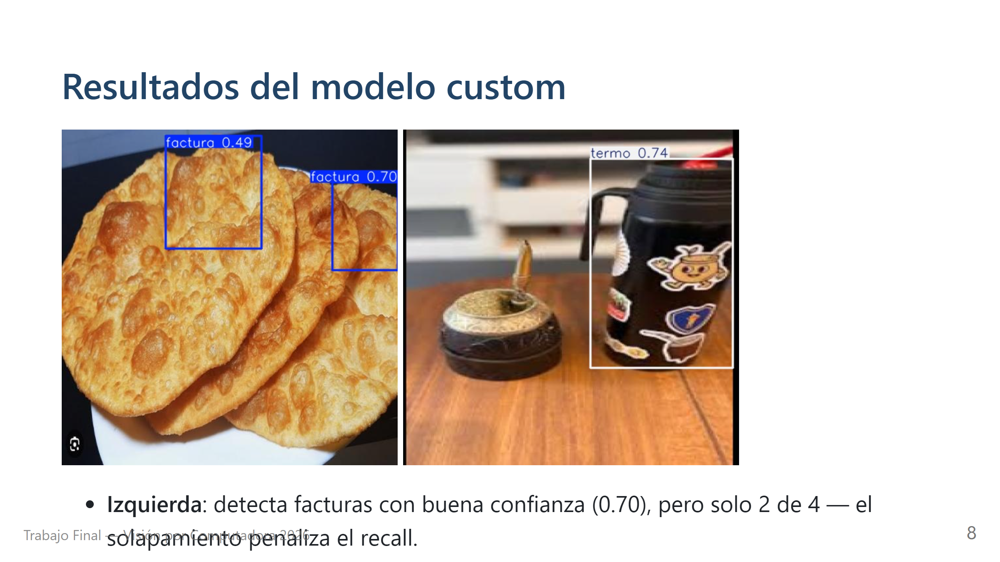 Resultados del modelo custom
factura 0.49
factura 0.70
termo 0.74
• Izquierda: detecta facturas con buena confianza (0.70), pero solo 2 de 4 — el
solapamiento penaliza el recall.
Trabajo Final — Visión por Computadora 2026
8